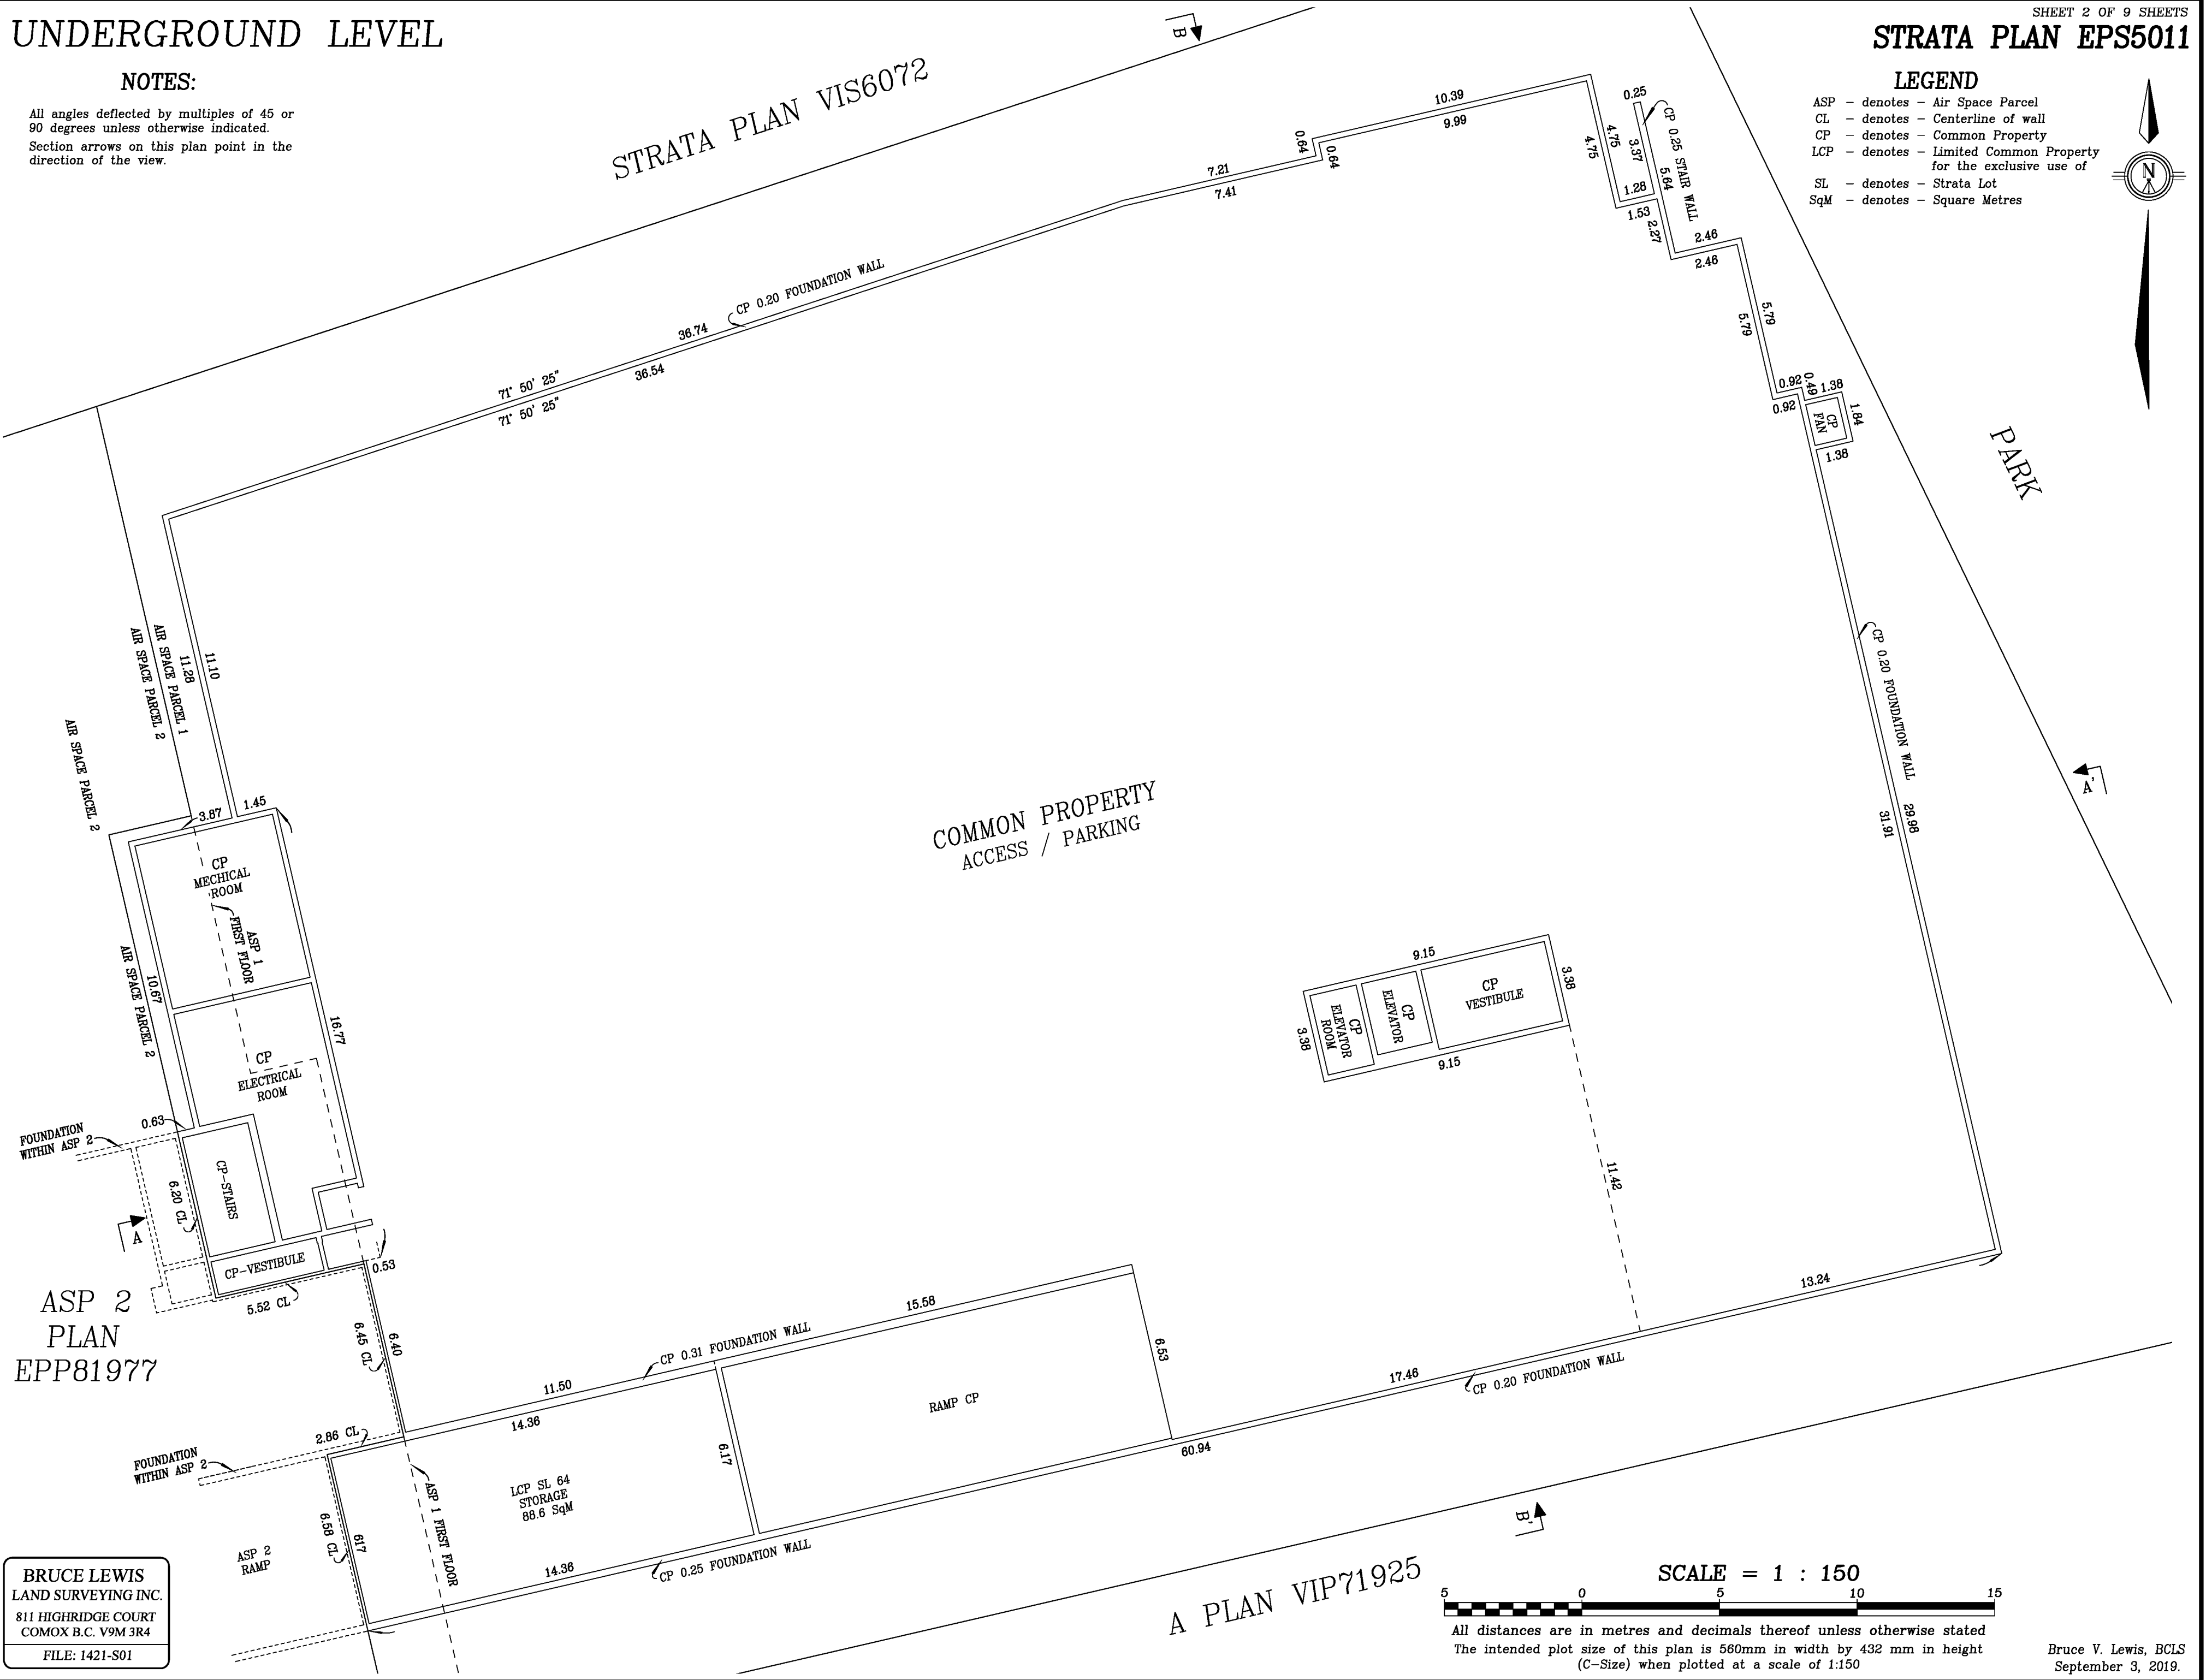 UNDERGROUND LEVEL
NOTES:
All angles deflected by multiples of 45 or
90 degrees unless otherwise indicated.
Section arrows on this plan point in the
direction of the view.
SHEET 2 OF 9 SHEETS
STRATA PLAN EPS5011
LEGEND
ASP – denotes – Air Space Parcel
CL – denotes – Centerline of wall
CP – denotes – Common Property
LCP – denotes – Limited Common Property
for the exclusive use of
SL – denotes – Strata Lot
SqM – denotes – Square Metres
N
B
STRATA PLAN VIS6072
10.39
9.99
0.64
0.64
7.21
7.41
4.75
4.75
0.25
3.37
5.64
CP 0.25 STAIR WALL
1.28
1.53
2.27
2.46
2.46
5.79
5.79
0.92
0.49
1.38
0.92
CP
FAN
1.84
1.38
PARK
CP 0.20 FOUNDATION WALL
36.74
36.54
71° 50' 25"
71° 50' 25"
11.10
11.28
AIR SPACE PARCEL 1
AIR SPACE PARCEL 2
AIR SPACE PARCEL 2
CP 0.20 FOUNDATION WALL
29.98
31.91
A'
COMMON PROPERTY
ACCESS / PARKING
3.87
1.45
CP
MECHICAL
ROOM
ASP 1
FIRST FLOOR
10.67
AIR SPACE PARCEL 2
16.77
CP
ELECTRICAL
ROOM
9.15
CP
ELEVATOR
ROOM
CP
ELEVATOR
CP
VESTIBULE
3.38
3.38
9.15
11.42
0.63
FOUNDATION
WITHIN ASP 2
CP–STAIRS
6.20 CL
A
CP–VESTIBULE
0.53
5.52 CL
ASP 2
PLAN
EPP81977
6.45 CL
6.40
15.58
CP 0.31 FOUNDATION WALL
11.50
14.36
6.53
RAMP CP
6.17
13.24
17.46
CP 0.20 FOUNDATION WALL
60.94
2.86 CL
FOUNDATION
WITHIN ASP 2
LCP SL 64
STORAGE
88.6 SqM
ASP 1 FIRST FLOOR
6.58 CL
617
ASP 2
RAMP
14.36
CP 0.25 FOUNDATION WALL
B'
A PLAN VIP71925
BRUCE LEWIS
LAND SURVEYING INC.
811 HIGHRIDGE COURT
COMOX B.C. V9M 3R4
FILE: 1421-S01
SCALE = 1 : 150
5 0 5 10 15
All distances are in metres and decimals thereof unless otherwise stated
The intended plot size of this plan is 560mm in width by 432 mm in height
(C-Size) when plotted at a scale of 1:150
Bruce V. Lewis, BCLS
September 3, 2019.